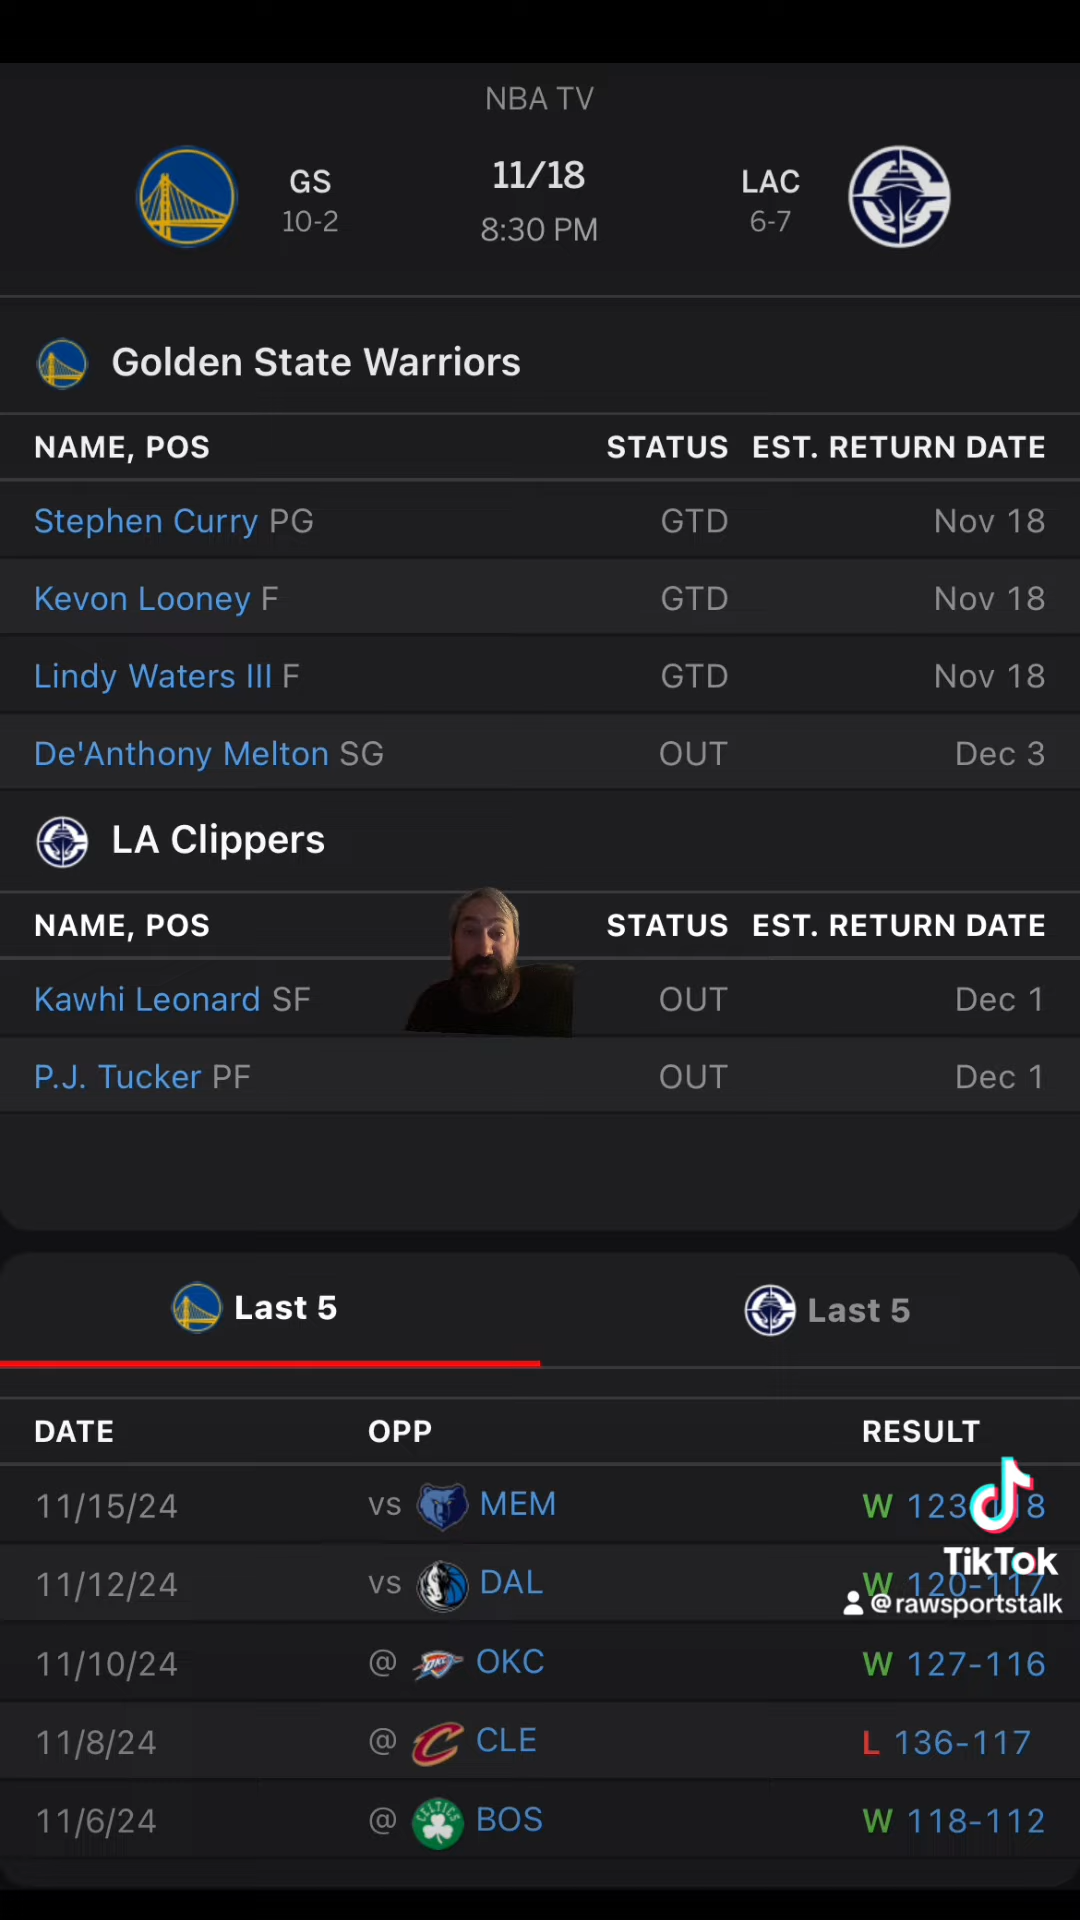 NBA TV
GS 11/18 LAC
10-2 8:30 PM 6-7
Golden State Warriors
NAME, POS STATUS EST. RETURN DATE
Stephen Curry PG GTD Nov 18
Kevon Looney F GTD Nov 18
Lindy Waters III F GTD Nov 18
De'Anthony Melton SG OUT Dec 3
LA Clippers
NAME, POS STATUS EST. RETURN DATE
Kawhi Leonard SF OUT Dec 1
P.J. Tucker PF OUT Dec 1
Last 5 Last 5
DATE OPP RESULT
11/15/24 vs MEM W
TikTok
11/12/24 vs DAL W 120-117
@rawsportstalk
11/10/24 @ OKC W 127-116
11/8/24 @ CLE L 136-117
11/6/24 @ BOS W 118-112